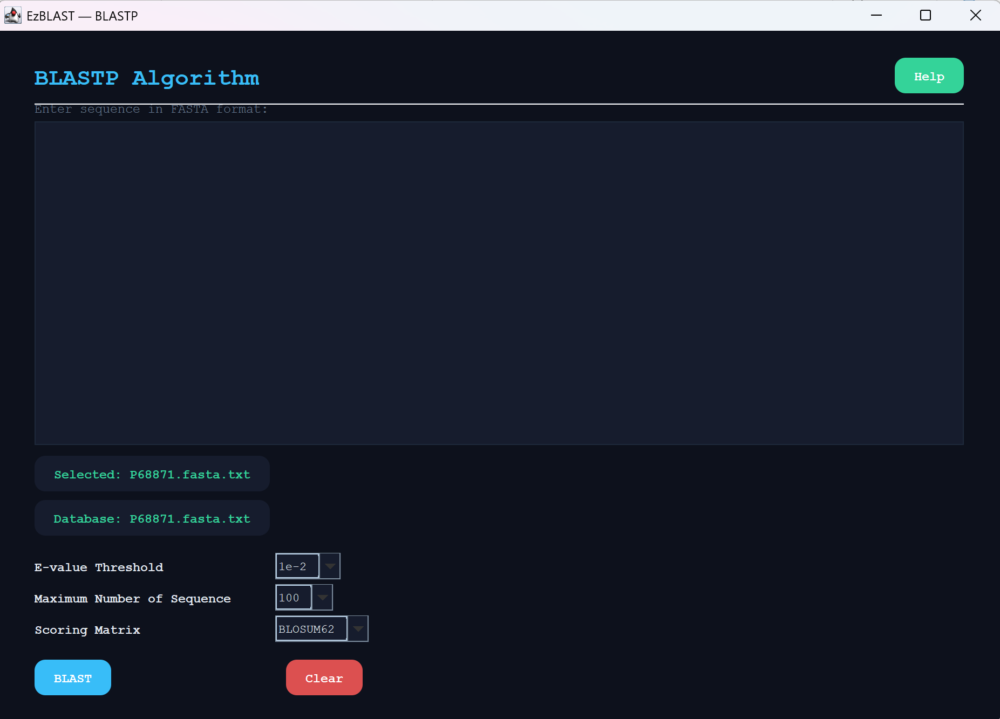 EzBLAST — BLASTP
BLASTP Algorithm
Help
Enter sequence in FASTA format:
Selected: P68871.fasta.txt
Database: P68871.fasta.txt
E-value Threshold 1e-2
Maximum Number of Sequence 100
Scoring Matrix BLOSUM62
BLAST Clear